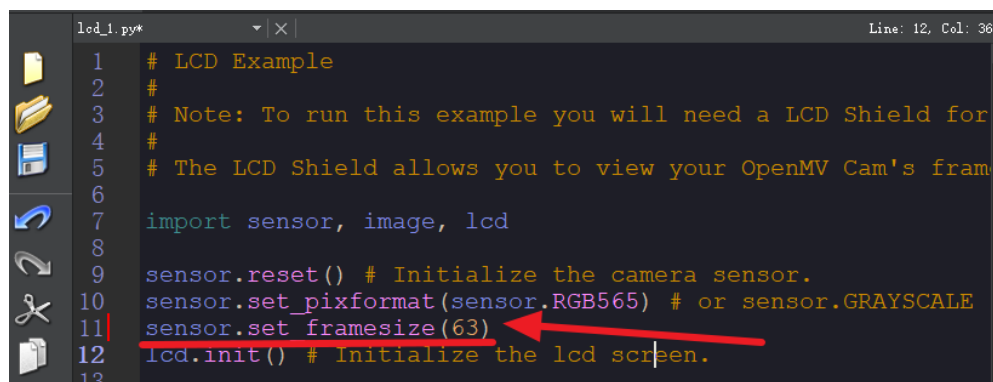 lcd_1.py*
Line: 12, Col: 36
1 # LCD Example
2 #
3 # Note: To run this example you will need a LCD Shield for
4 #
5 # The LCD Shield allows you to view your OpenMV Cam's fram
6
7 import sensor, image, lcd
8
9 sensor.reset() # Initialize the camera sensor.
10 sensor.set_pixformat(sensor.RGB565) # or sensor.GRAYSCALE
11 sensor.set_framesize(63)
12 lcd.init() # Initialize the lcd screen.
13